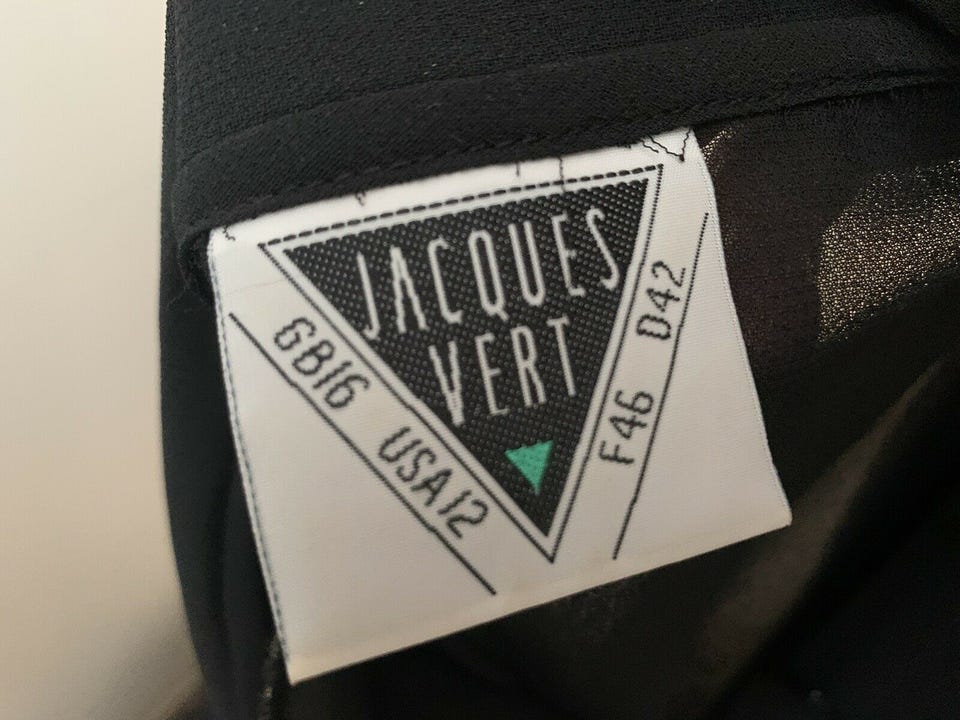 JACQUES
VERT
GB16 USA12
F46 D42